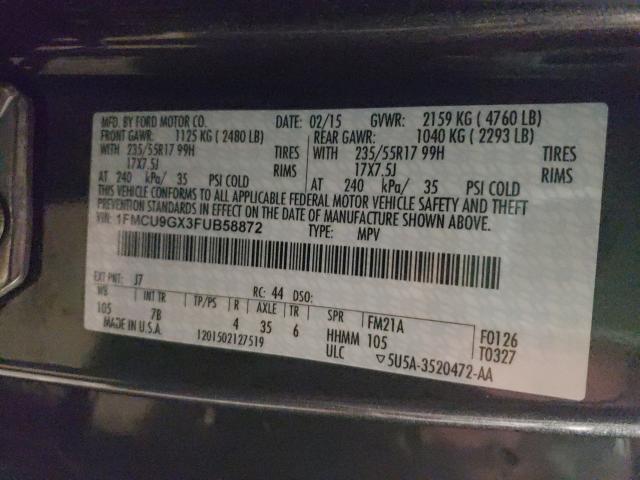 MFD. BY FORD MOTOR CO. DATE: 02/15 GVWR: 2159 KG ( 4760 LB)
FRONT GAWR: 1125 KG ( 2480 LB) REAR GAWR: 1040 KG ( 2293 LB)
WITH 235/55R17 99H TIRES WITH 235/55R17 99H TIRES
17X7.5J RIMS 17X7.5J RIMS
AT 240 kPa/ 35 PSI COLD AT 240 kPa/ 35 PSI COLD
THIS VEHICLE CONFORMS TO ALL APPLICABLE FEDERAL MOTOR VEHICLE SAFETY AND THEFT
PREVENTION STANDARDS IN EFFECT ON THE DATE OF MANUFACTURE SHOWN ABOVE.
VIN: 1FMCU9GX3FUB58872 TYPE: MPV
EXT PNT: J7 RC: 44 DSO:
WB INT TR TP/PS R AXLE TR SPR FM21A F0126
105 7B 4 35 6 HHMM 105 T0327
MADE IN U.S.A. 1201502127519 ULC ▽5U5A-3520472-AA